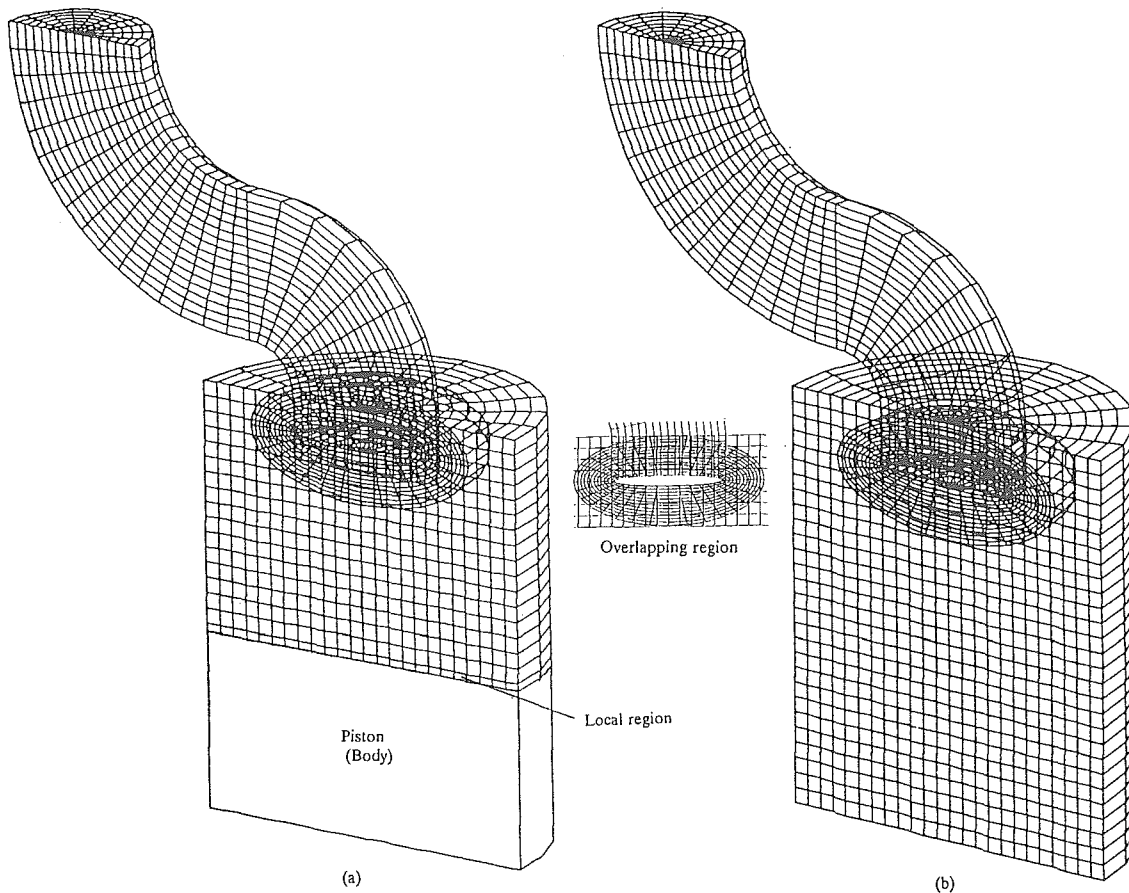 Overlapping region
Local region
Piston
(Body)
(a)
(b)